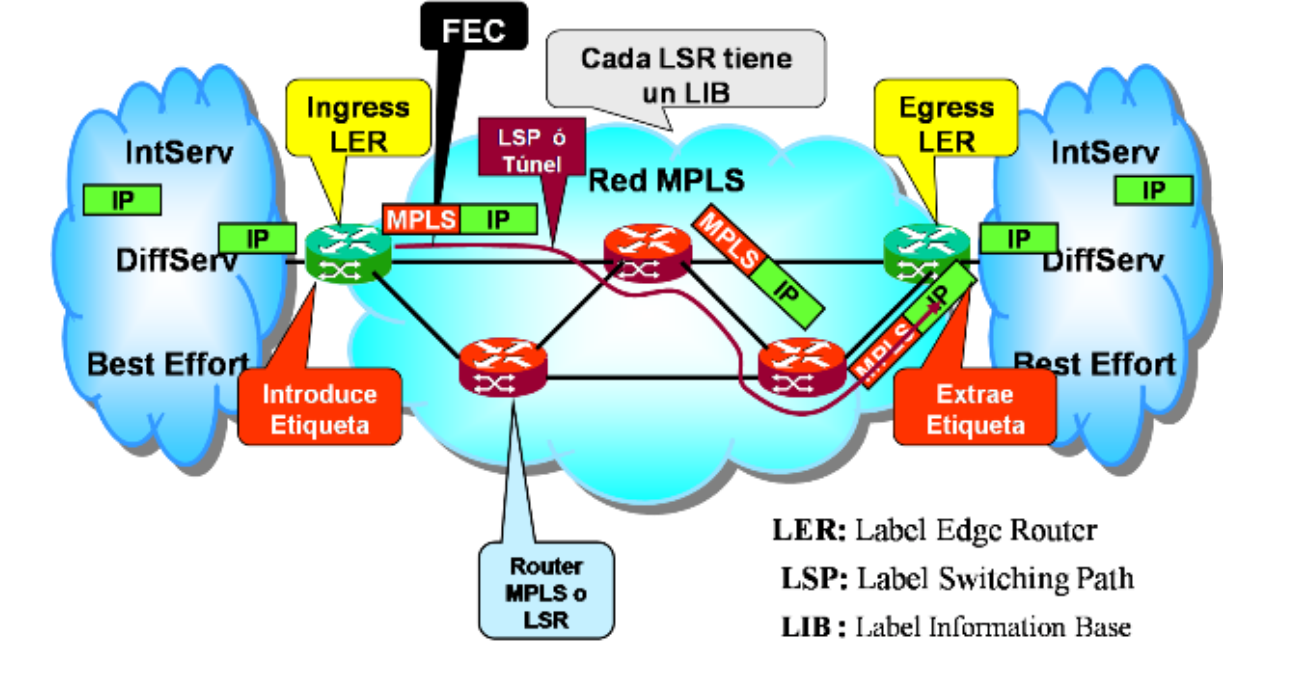 FEC
Cada LSR tiene
un LIB
Ingress
LER
Egress
LER
LSP ó
Túnel
Red MPLS
IntServ
IP
IP
DiffServ
Best Effort
MPLS IP
MPLS IP
MPLS IP
IntServ
IP
IP
DiffServ
Best Effort
Introduce
Etiqueta
Extrae
Etiqueta
Router
MPLS o
LSR
LER: Label Edge Router
LSP: Label Switching Path
LIB : Label Information Base